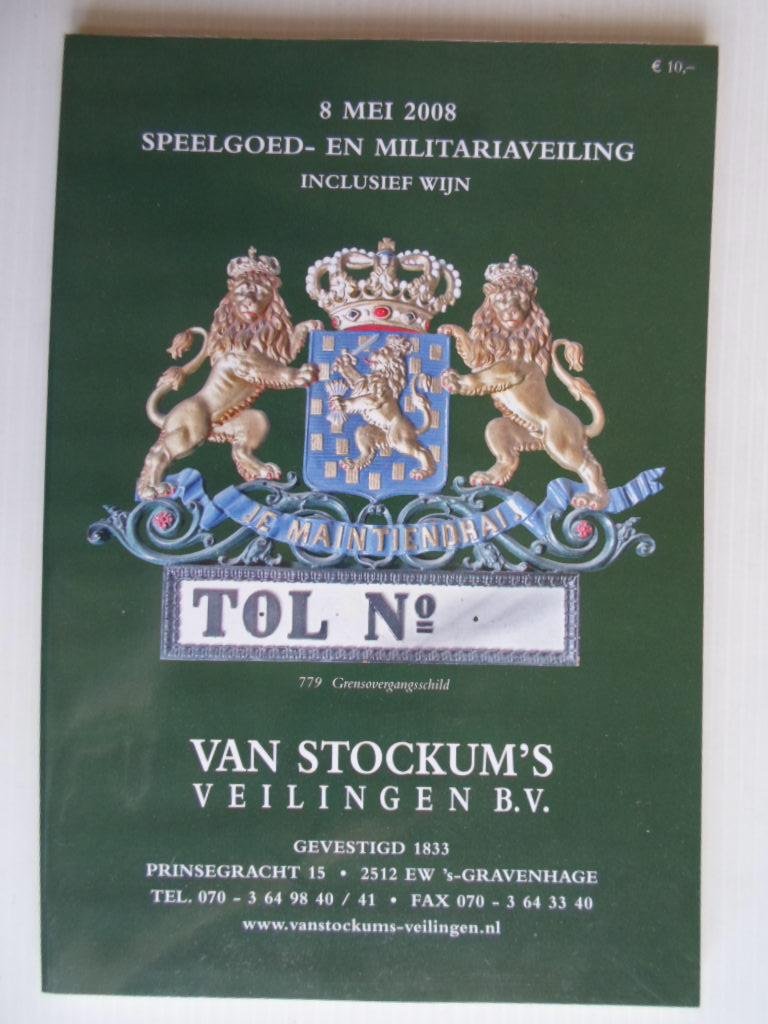 € 10,–
8 MEI 2008
SPEELGOED- EN MILITARIAVEILING
INCLUSIEF WIJN
JE MAINTIENDRAI
TOL Nº
779 Grensovergangsschild
VAN STOCKUM'S
VEILINGEN B.V.
GEVESTIGD 1833
PRINSEGRACHT 15 • 2512 EW 's-GRAVENHAGE
TEL. 070 – 3 64 98 40 / 41 • FAX 070 – 3 64 33 40
www.vanstockums-veilingen.nl